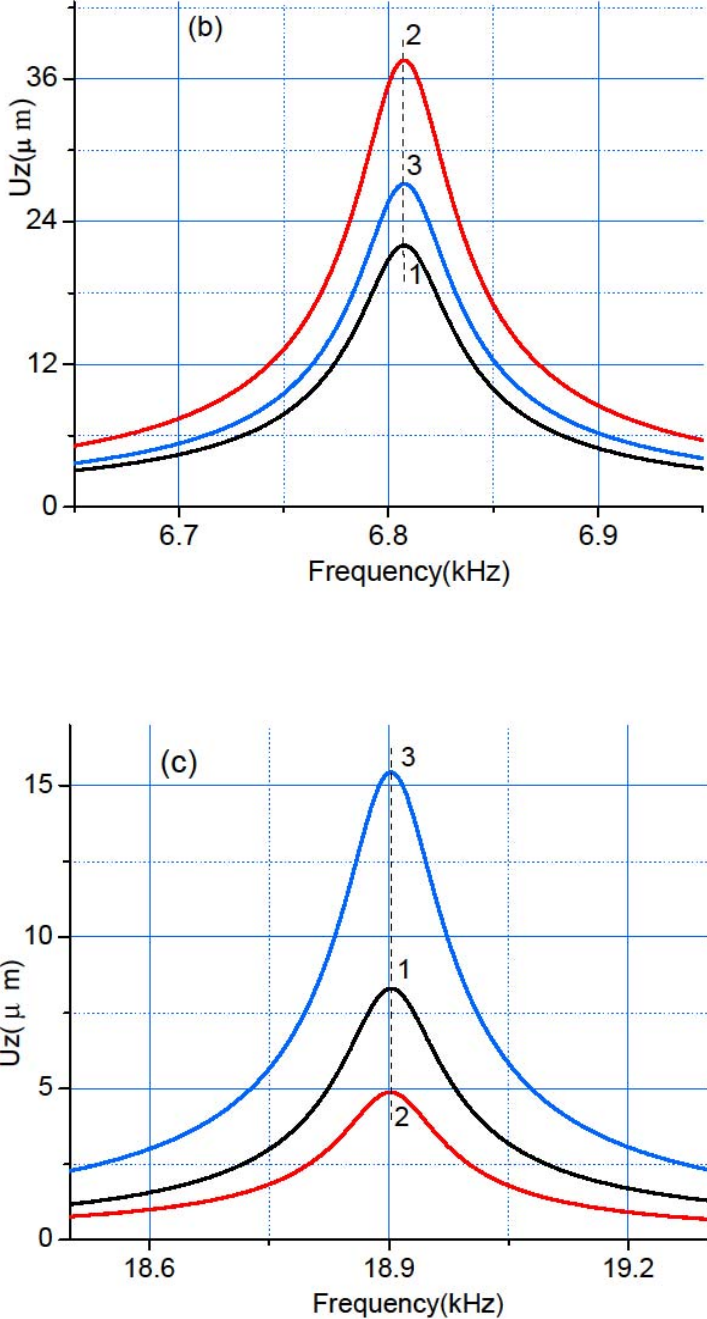 (b)
2
36
3
24
1
12
0
Uz(μ m)
6.7 6.8 6.9
Frequency(kHz)
(c)
3
15
10
1
5
2
0
Uz( μ m)
18.6 18.9 19.2
Frequency(kHz)